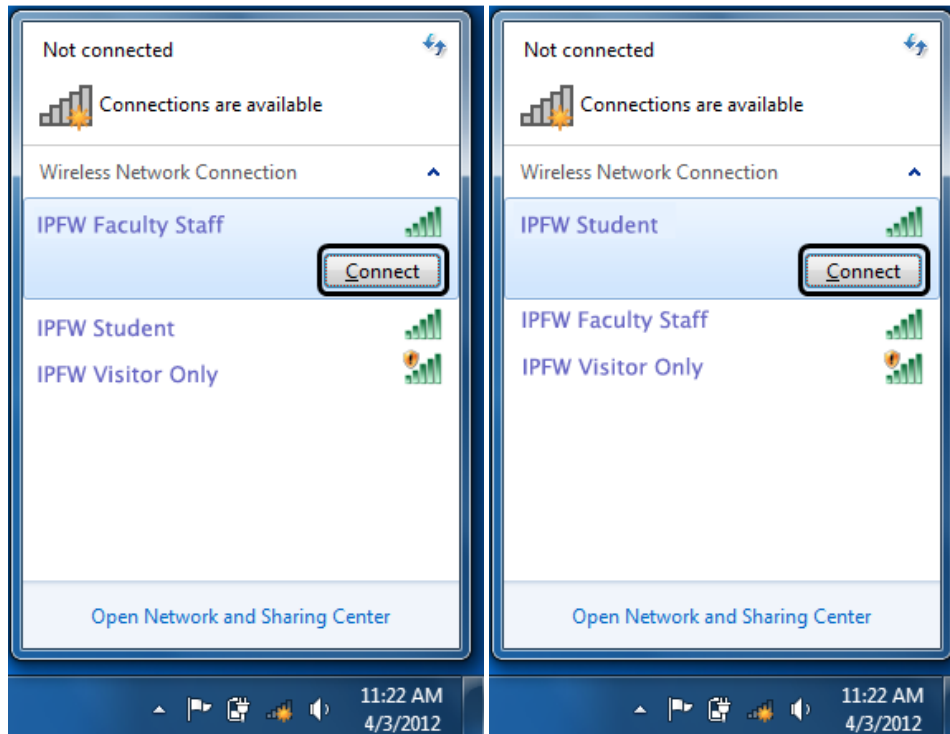 Not connected
Connections are available
Wireless Network Connection
IPFW Faculty Staff
Connect
IPFW Student
IPFW Visitor Only
Open Network and Sharing Center
11:22 AM
4/3/2012
Not connected
Connections are available
Wireless Network Connection
IPFW Student
Connect
IPFW Faculty Staff
IPFW Visitor Only
Open Network and Sharing Center
11:22 AM
4/3/2012